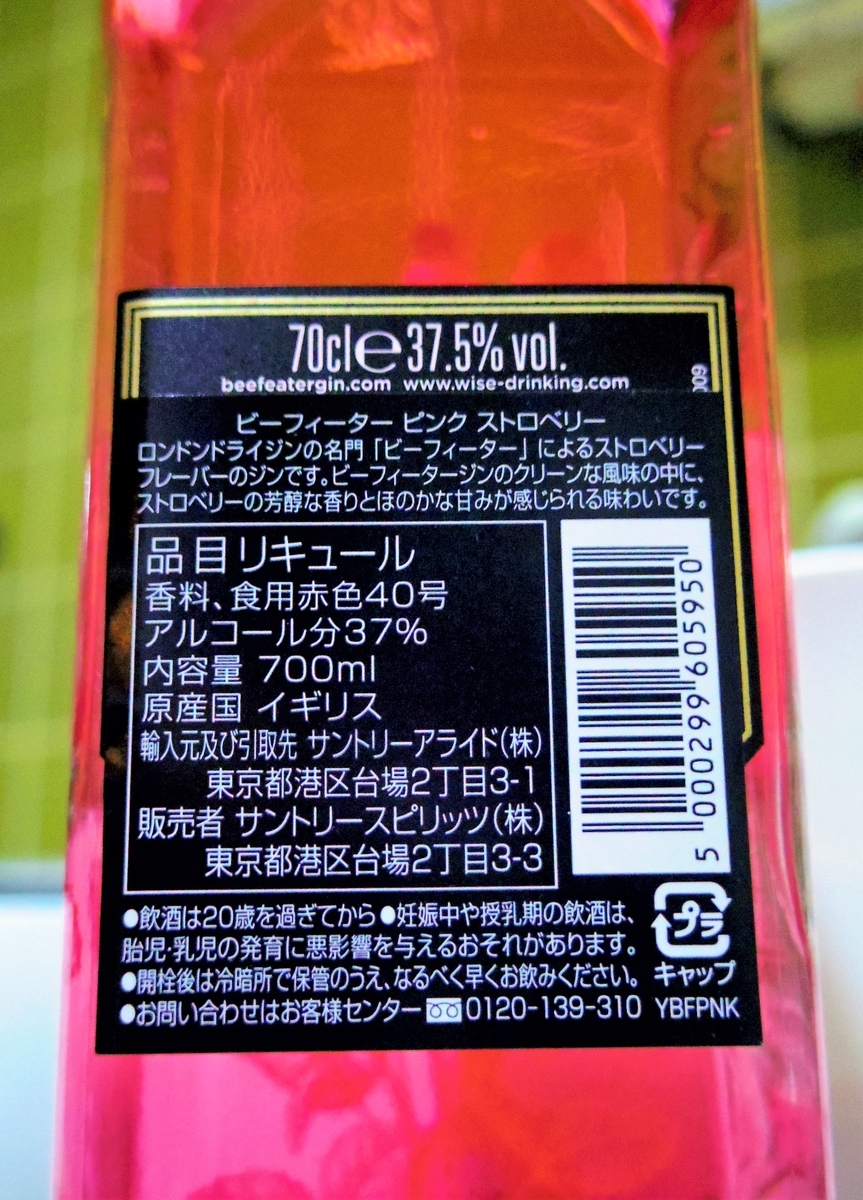 70cl e 37.5% vol.
beefeatergin.com www.wise-drinking.com
ビーフィーター ピンク ストロベリー
ロンドンドライジンの名門「ビーフィーター」によるストロベリー
フレーバーのジンです。ビーフィータージンのクリーンな風味の中に、
ストロベリーの芳醇な香りとほのかな甘みが感じられる味わいです。
品目リキュール
香料、食用赤色40号
アルコール分37%
内容量 700ml
原産国 イギリス
輸入元及び引取先 サントリーアライド(株)
東京都港区台場2丁目3-1
販売者 サントリースピリッツ(株)
東京都港区台場2丁目3-3
5 000299 605950
●飲酒は20歳を過ぎてから ●妊娠中や授乳期の飲酒は、
胎児・乳児の発育に悪影響を与えるおそれがあります。
●開栓後は冷暗所で保管のうえ、なるべく早くお飲みください。
●お問い合わせはお客様センター 0120-139-310
プラ
キャップ
YBFPNK